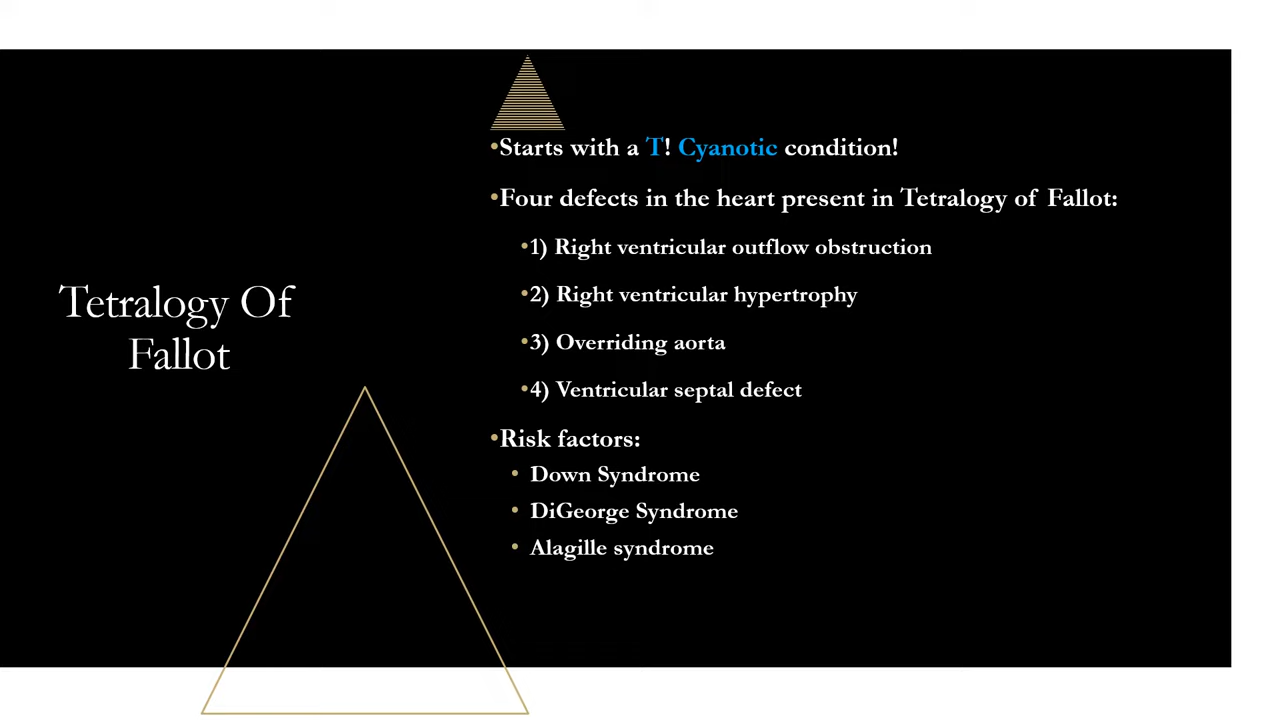 Tetralogy Of
Fallot
•Starts with a T! Cyanotic condition!
•Four defects in the heart present in Tetralogy of Fallot:
•1) Right ventricular outflow obstruction
•2) Right ventricular hypertrophy
•3) Overriding aorta
•4) Ventricular septal defect
•Risk factors:
• Down Syndrome
• DiGeorge Syndrome
• Alagille syndrome